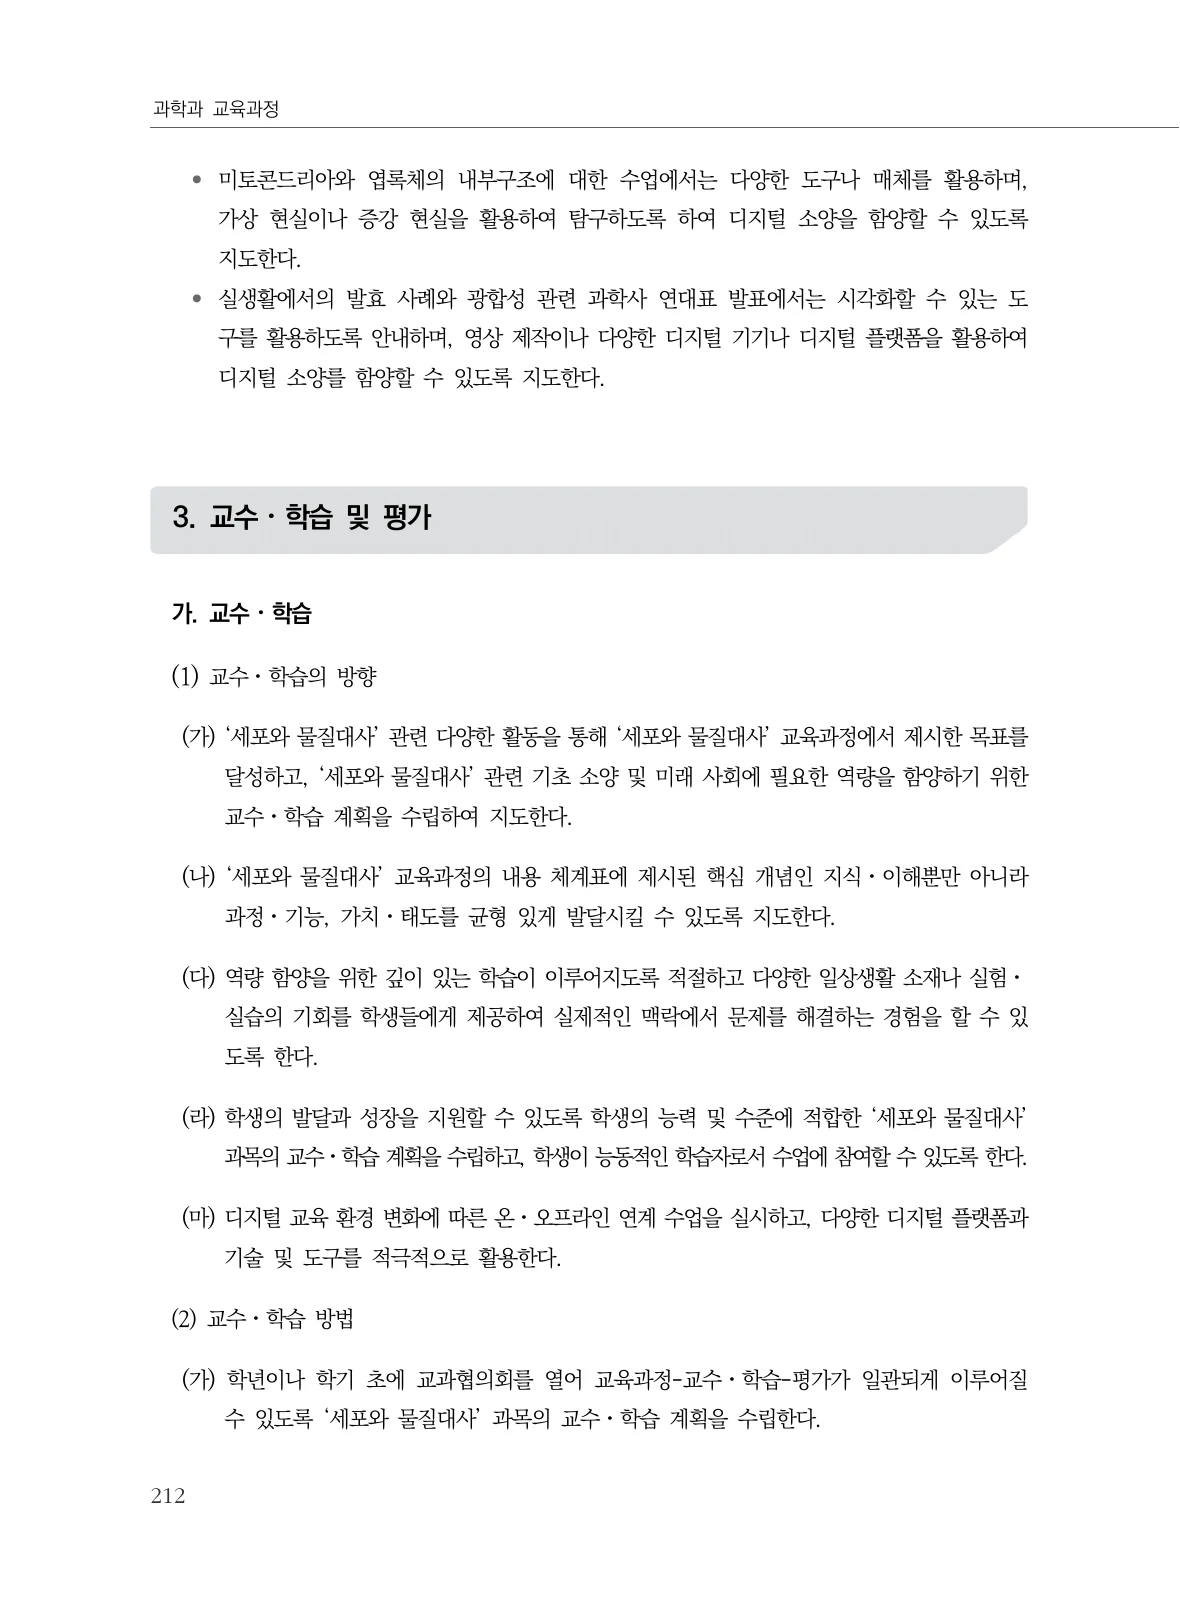 과학과 교육과정
• 미토콘드리아와 엽록체의 내부구조에 대한 수업에서는 다양한 도구나 매체를 활용하며,
가상 현실이나 증강 현실을 활용하여 탐구하도록 하여 디지털 소양을 함양할 수 있도록
지도한다.
• 실생활에서의 발효 사례와 광합성 관련 과학사 연대표 발표에서는 시각화할 수 있는 도
구를 활용하도록 안내하며, 영상 제작이나 다양한 디지털 기기나 디지털 플랫폼을 활용하여
디지털 소양를 함양할 수 있도록 지도한다.
3. 교수・학습 및 평가
가. 교수・학습
(1) 교수・학습의 방향
(가) ‘세포와 물질대사’ 관련 다양한 활동을 통해 ‘세포와 물질대사’ 교육과정에서 제시한 목표를
달성하고, ‘세포와 물질대사’ 관련 기초 소양 및 미래 사회에 필요한 역량을 함양하기 위한
교수・학습 계획을 수립하여 지도한다.
(나) ‘세포와 물질대사’ 교육과정의 내용 체계표에 제시된 핵심 개념인 지식・이해뿐만 아니라
과정・기능, 가치・태도를 균형 있게 발달시킬 수 있도록 지도한다.
(다) 역량 함양을 위한 깊이 있는 학습이 이루어지도록 적절하고 다양한 일상생활 소재나 실험・
실습의 기회를 학생들에게 제공하여 실제적인 맥락에서 문제를 해결하는 경험을 할 수 있
도록 한다.
(라) 학생의 발달과 성장을 지원할 수 있도록 학생의 능력 및 수준에 적합한 ‘세포와 물질대사’
과목의 교수・학습 계획을 수립하고, 학생이 능동적인 학습자로서 수업에 참여할 수 있도록 한다.
(마) 디지털 교육 환경 변화에 따른 온・오프라인 연계 수업을 실시하고, 다양한 디지털 플랫폼과
기술 및 도구를 적극적으로 활용한다.
(2) 교수・학습 방법
(가) 학년이나 학기 초에 교과협의회를 열어 교육과정-교수・학습-평가가 일관되게 이루어질
수 있도록 ‘세포와 물질대사’ 과목의 교수・학습 계획을 수립한다.
212